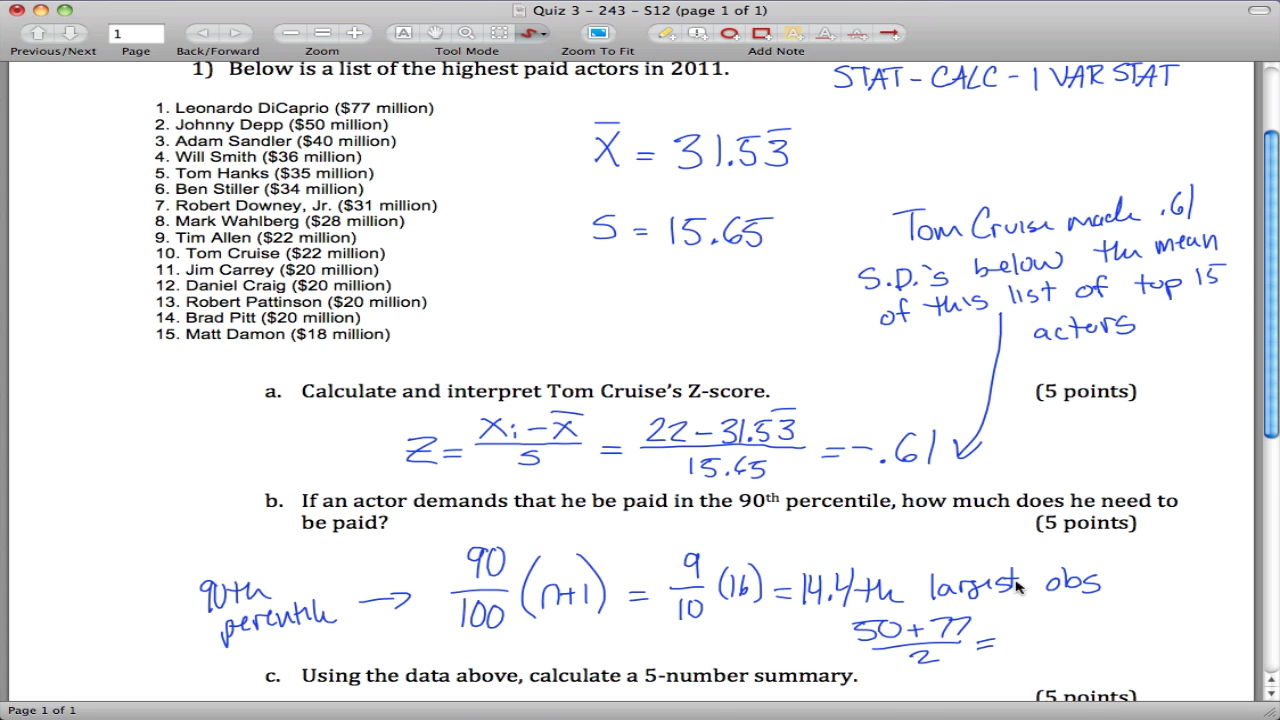 Quiz 3 – 243 – S12 (page 1 of 1)
1
Previous/Next
Page
Back/Forward
Zoom
Tool Mode
Zoom To Fit
Add Note
1) Below is a list of the highest paid actors in 2011.
STAT – CALC – 1 VAR STAT
1. Leonardo DiCaprio ($77 million)
2. Johnny Depp ($50 million)
3. Adam Sandler ($40 million)
4. Will Smith ($36 million)
5. Tom Hanks ($35 million)
6. Ben Stiller ($34 million)
7. Robert Downey, Jr. ($31 million)
8. Mark Wahlberg ($28 million)
9. Tim Allen ($22 million)
10. Tom Cruise ($22 million)
11. Jim Carrey ($20 million)
12. Daniel Craig ($20 million)
13. Robert Pattinson ($20 million)
14. Brad Pitt ($20 million)
15. Matt Damon ($18 million)
x̄ = 31.53̄
s = 15.65
Tom Cruise made .61
S.D.'s below the mean
of this list of top 15
actors
a. Calculate and interpret Tom Cruise's Z-score. (5 points)
Z = (xi – x̄)/s = (22 – 31.53̄)/15.65 = –.61
b. If an actor demands that he be paid in the 90th percentile, how much does he need to
be paid? (5 points)
90th
percentile → 90/100 (n+1) = 9/10 (16) = 14.4th largest obs
(50 + 77)/2 =
c. Using the data above, calculate a 5-number summary.
(5 points)
Page 1 of 1